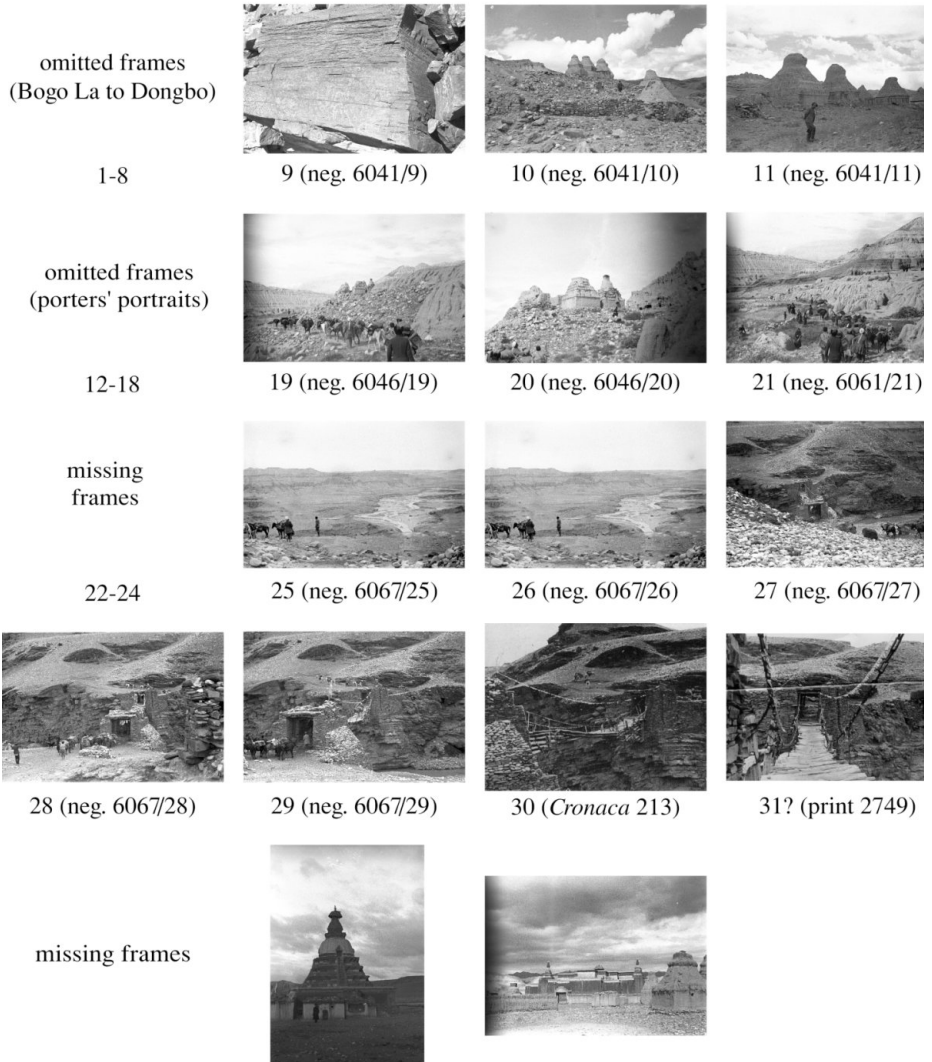 omitted frames
(Bogo La to Dongbo)
1-8
9 (neg. 6041/9)
10 (neg. 6041/10)
11 (neg. 6041/11)
omitted frames
(porters' portraits)
12-18
19 (neg. 6046/19)
20 (neg. 6046/20)
21 (neg. 6061/21)
missing
frames
22-24
25 (neg. 6067/25)
26 (neg. 6067/26)
27 (neg. 6067/27)
28 (neg. 6067/28)
29 (neg. 6067/29)
30 (Cronaca 213)
31? (print 2749)
missing frames